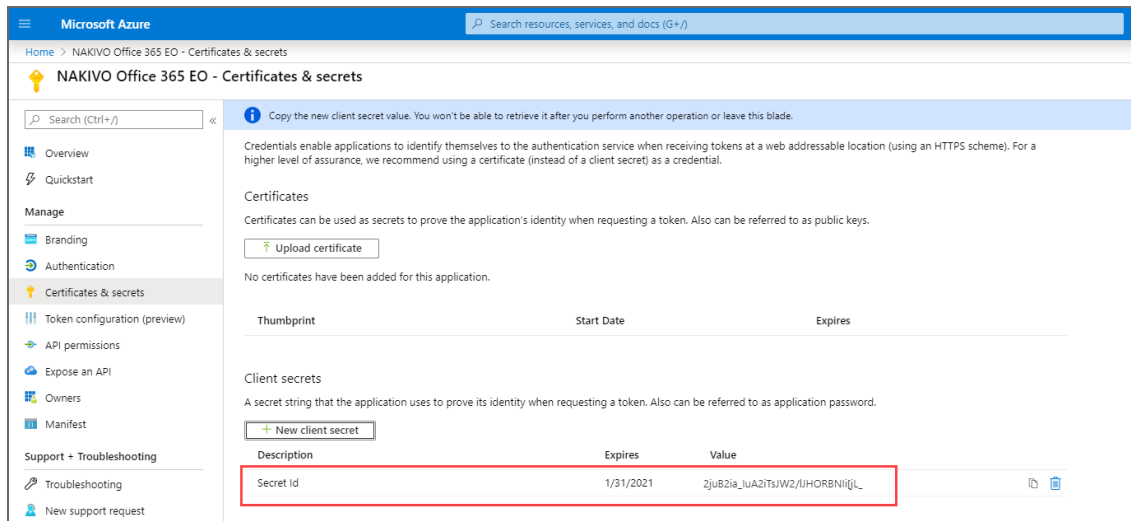 Microsoft Azure
Search resources, services, and docs (G+/)
Home > NAKIVO Office 365 EO - Certificates & secrets
NAKIVO Office 365 EO - Certificates & secrets
Search (Ctrl+/)
«
Overview
Quickstart
Manage
Branding
Authentication
Certificates & secrets
Token configuration (preview)
API permissions
Expose an API
Owners
Manifest
Support + Troubleshooting
Troubleshooting
New support request
Copy the new client secret value. You won't be able to retrieve it after you perform another operation or leave this blade.
Credentials enable applications to identify themselves to the authentication service when receiving tokens at a web addressable location (using an HTTPS scheme). For a
higher level of assurance, we recommend using a certificate (instead of a client secret) as a credential.
Certificates
Certificates can be used as secrets to prove the application's identity when requesting a token. Also can be referred to as public keys.
Upload certificate
No certificates have been added for this application.
Thumbprint Start Date Expires
Client secrets
A secret string that the application uses to prove its identity when requesting a token. Also can be referred to as application password.
New client secret
Description Expires Value
Secret Id 1/31/2021